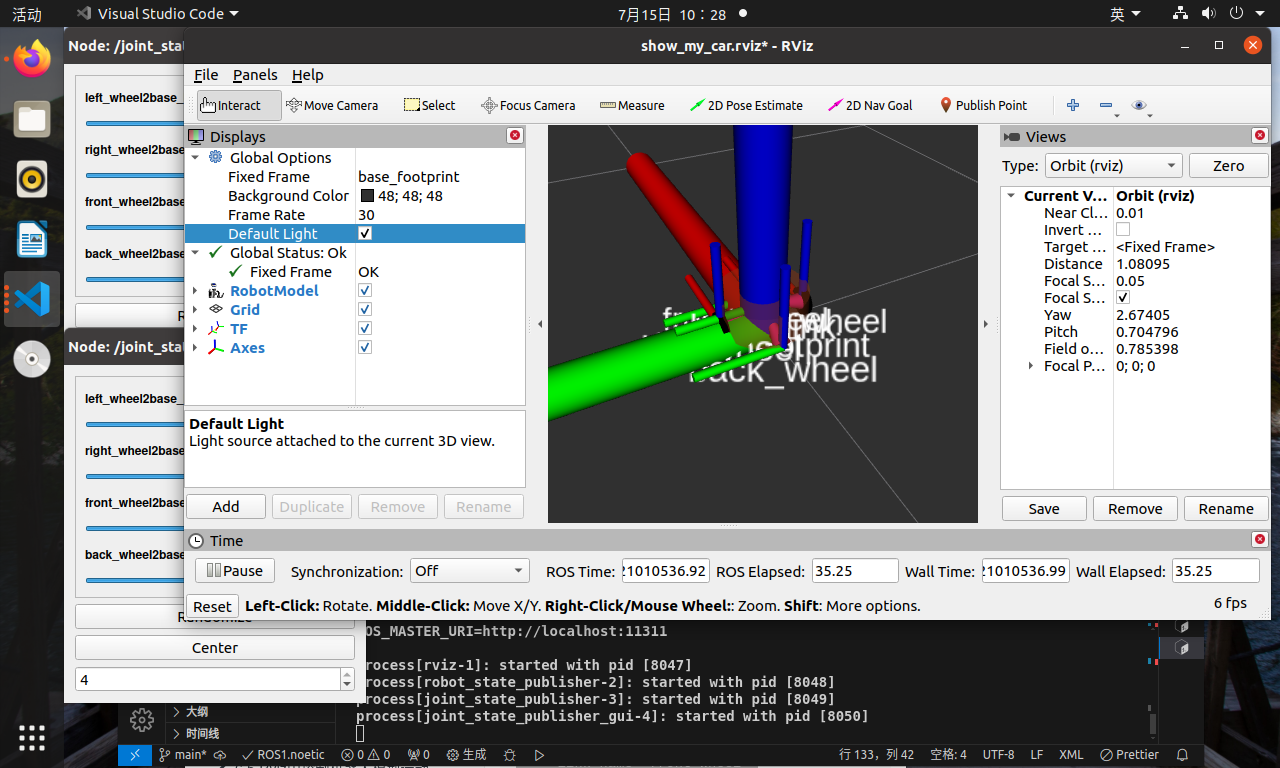 活动
Visual Studio Code
7月15日 10：28
英
Node: /joint_sta
left_wheel2base_
right_wheel2base
front_wheel2base
back_wheel2base
Node: /joint_sta
left_wheel2base_
right_wheel2base
front_wheel2base
back_wheel2base
Randomize
Center
4
show_my_car.rviz* - RViz
File Panels Help
Interact Move Camera Select Focus Camera Measure 2D Pose Estimate 2D Nav Goal Publish Point
Displays
Global Options
Fixed Frame base_footprint
Background Color 48; 48; 48
Frame Rate 30
Default Light
Global Status: Ok
Fixed Frame OK
RobotModel
Grid
TF
Axes
Default Light
Light source attached to the current 3D view.
Add Duplicate Remove Rename
wheel
back_wheel
Views
Type: Orbit (rviz) Zero
Current V... Orbit (rviz)
Near Cl... 0.01
Invert ...
Target ... <Fixed Frame>
Distance 1.08095
Focal S... 0.05
Focal S...
Yaw 2.67405
Pitch 0.704796
Field o... 0.785398
Focal P... 0; 0; 0
Save Remove Rename
Time
Pause Synchronization: Off ROS Time: 21010536.92 ROS Elapsed: 35.25 Wall Time: 21010536.99 Wall Elapsed: 35.25
Reset Left-Click: Rotate. Middle-Click: Move X/Y. Right-Click/Mouse Wheel:: Zoom. Shift: More options. 6 fps
OS_MASTER_URI=http://localhost:11311
process[rviz-1]: started with pid [8047]
process[robot_state_publisher-2]: started with pid [8048]
process[joint_state_publisher-3]: started with pid [8049]
process[joint_state_publisher_gui-4]: started with pid [8050]
大纲
时间线
main* ROS1.noetic 0 0 0 生成 行 133，列 42 空格: 4 UTF-8 LF XML Prettier